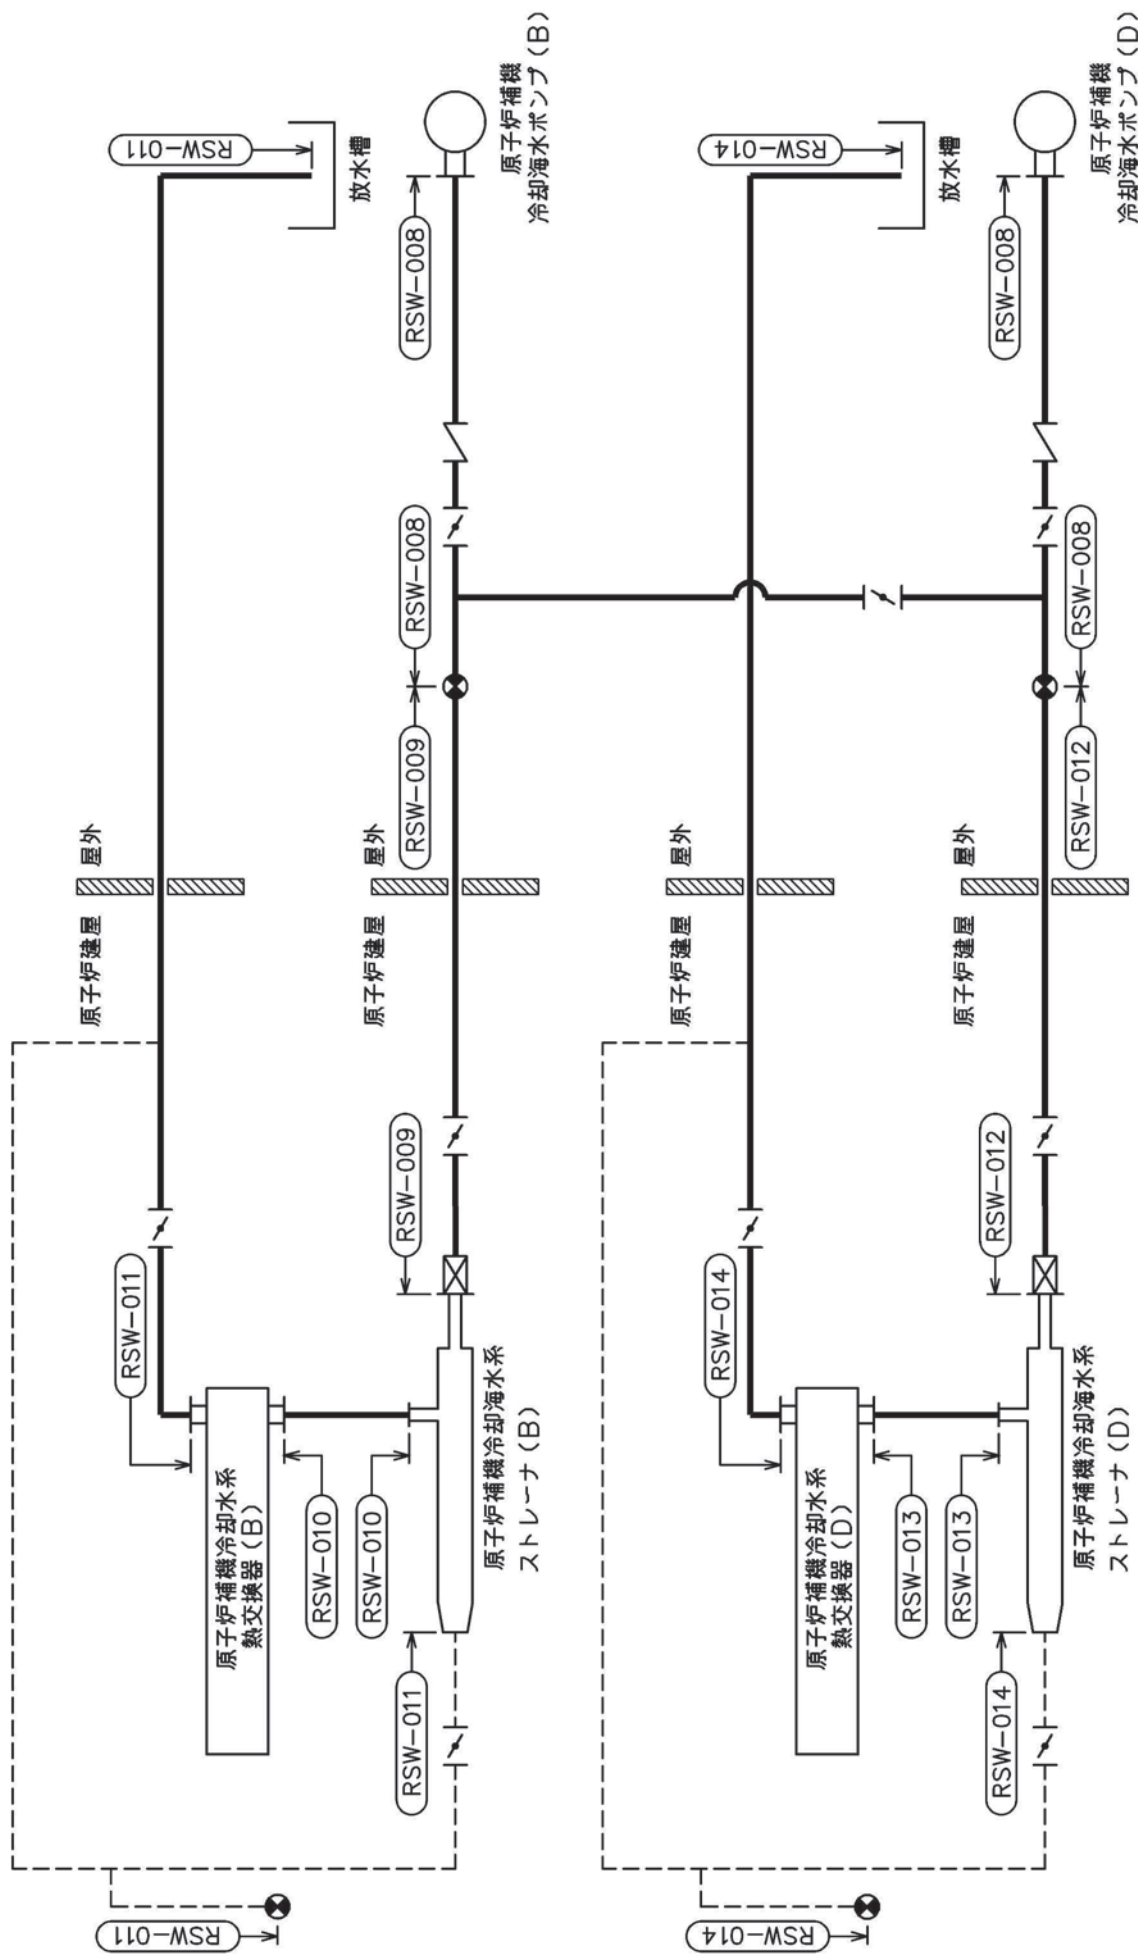 RSW-011
放水槽
RSW-008
原子炉補機
冷却海水ポンプ(B)
RSW-008
RSW-009
屋外
原子炉建屋
屋外
原子炉建屋
RSW-009
RSW-011
原子炉補機冷却水系
熱交換器(B)
RSW-010
RSW-010
原子炉補機冷却海水系
ストレーナ(B)
RSW-011
RSW-011
RSW-014
放水槽
RSW-008
原子炉補機
冷却海水ポンプ(D)
RSW-008
RSW-012
屋外
原子炉建屋
屋外
原子炉建屋
RSW-012
RSW-014
原子炉補機冷却水系
熱交換器(D)
RSW-013
RSW-013
原子炉補機冷却海水系
ストレーナ(D)
RSW-014
RSW-014